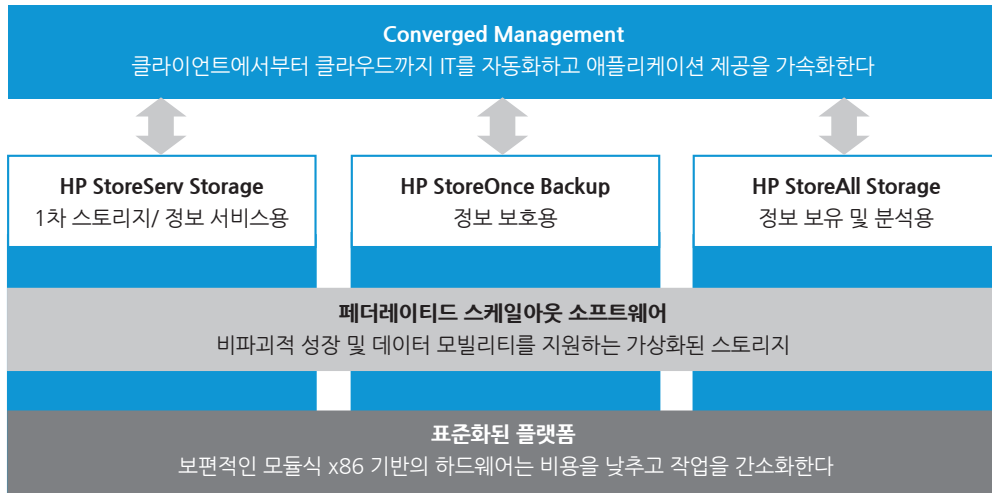 Converged Management
클라이언트에서부터 클라우드까지 IT를 자동화하고 애플리케이션 제공을 가속화한다
HP StoreServ Storage
1차 스토리지/ 정보 서비스용
HP StoreOnce Backup
정보 보호용
HP StoreAll Storage
정보 보유 및 분석용
페더레이티드 스케일아웃 소프트웨어
비파괴적 성장 및 데이터 모빌리티를 지원하는 가상화된 스토리지
표준화된 플랫폼
보편적인 모듈식 x86 기반의 하드웨어는 비용을 낮추고 작업을 간소화한다